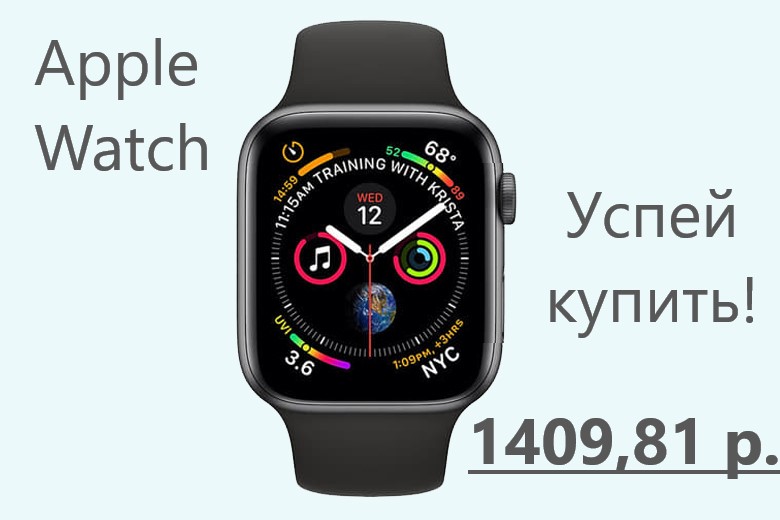 Apple
Watch
Успей
купить!
1409,81 р.
14:59
52
68°
89
11:15AM TRAINING WITH KRISTA
WED
12
UVI
3.6
1:09PM, +3HRS
NYC